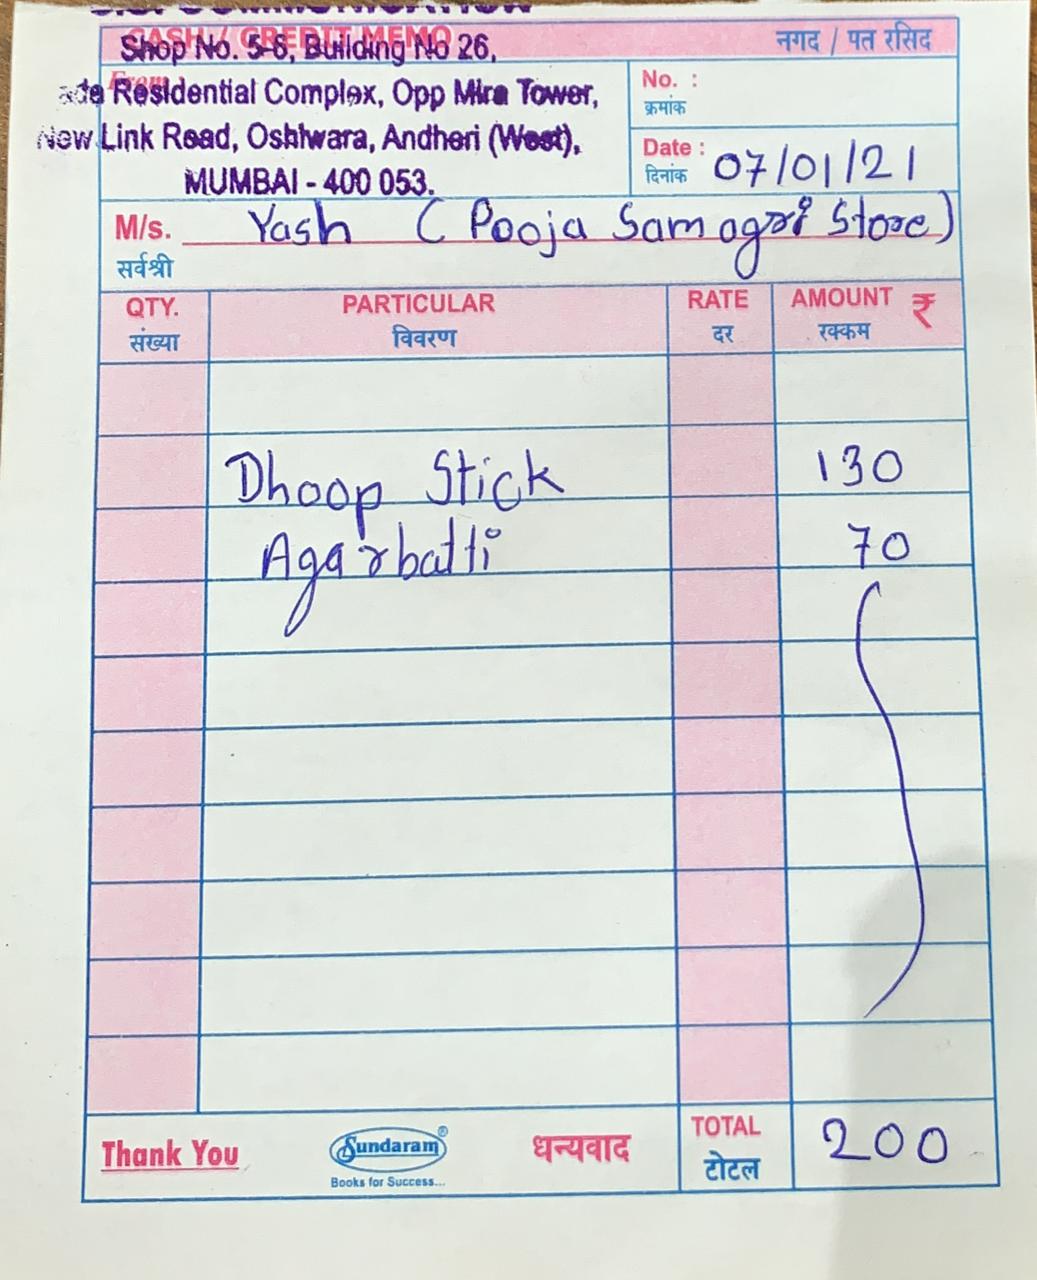 CASH / CREDIT MEMO नगद / पत रसिद
Shop No. 5-6, Building No 26,
From :
Residential Complex, Opp Mira Tower,
New Link Road, Oshiwara, Andheri (West),
MUMBAI - 400 053.
No. :
क्रमांक
Date : 07/01/21
दिनांक
M/s. Yash (Pooja Samagri Store)
सर्वश्री
QTY. PARTICULAR RATE AMOUNT ₹
संख्या विवरण दर रक्कम
Dhoop Stick 130
Agarbatti 70
Thank You Sundaram® धन्यवाद TOTAL 200
Books for Success... टोटल